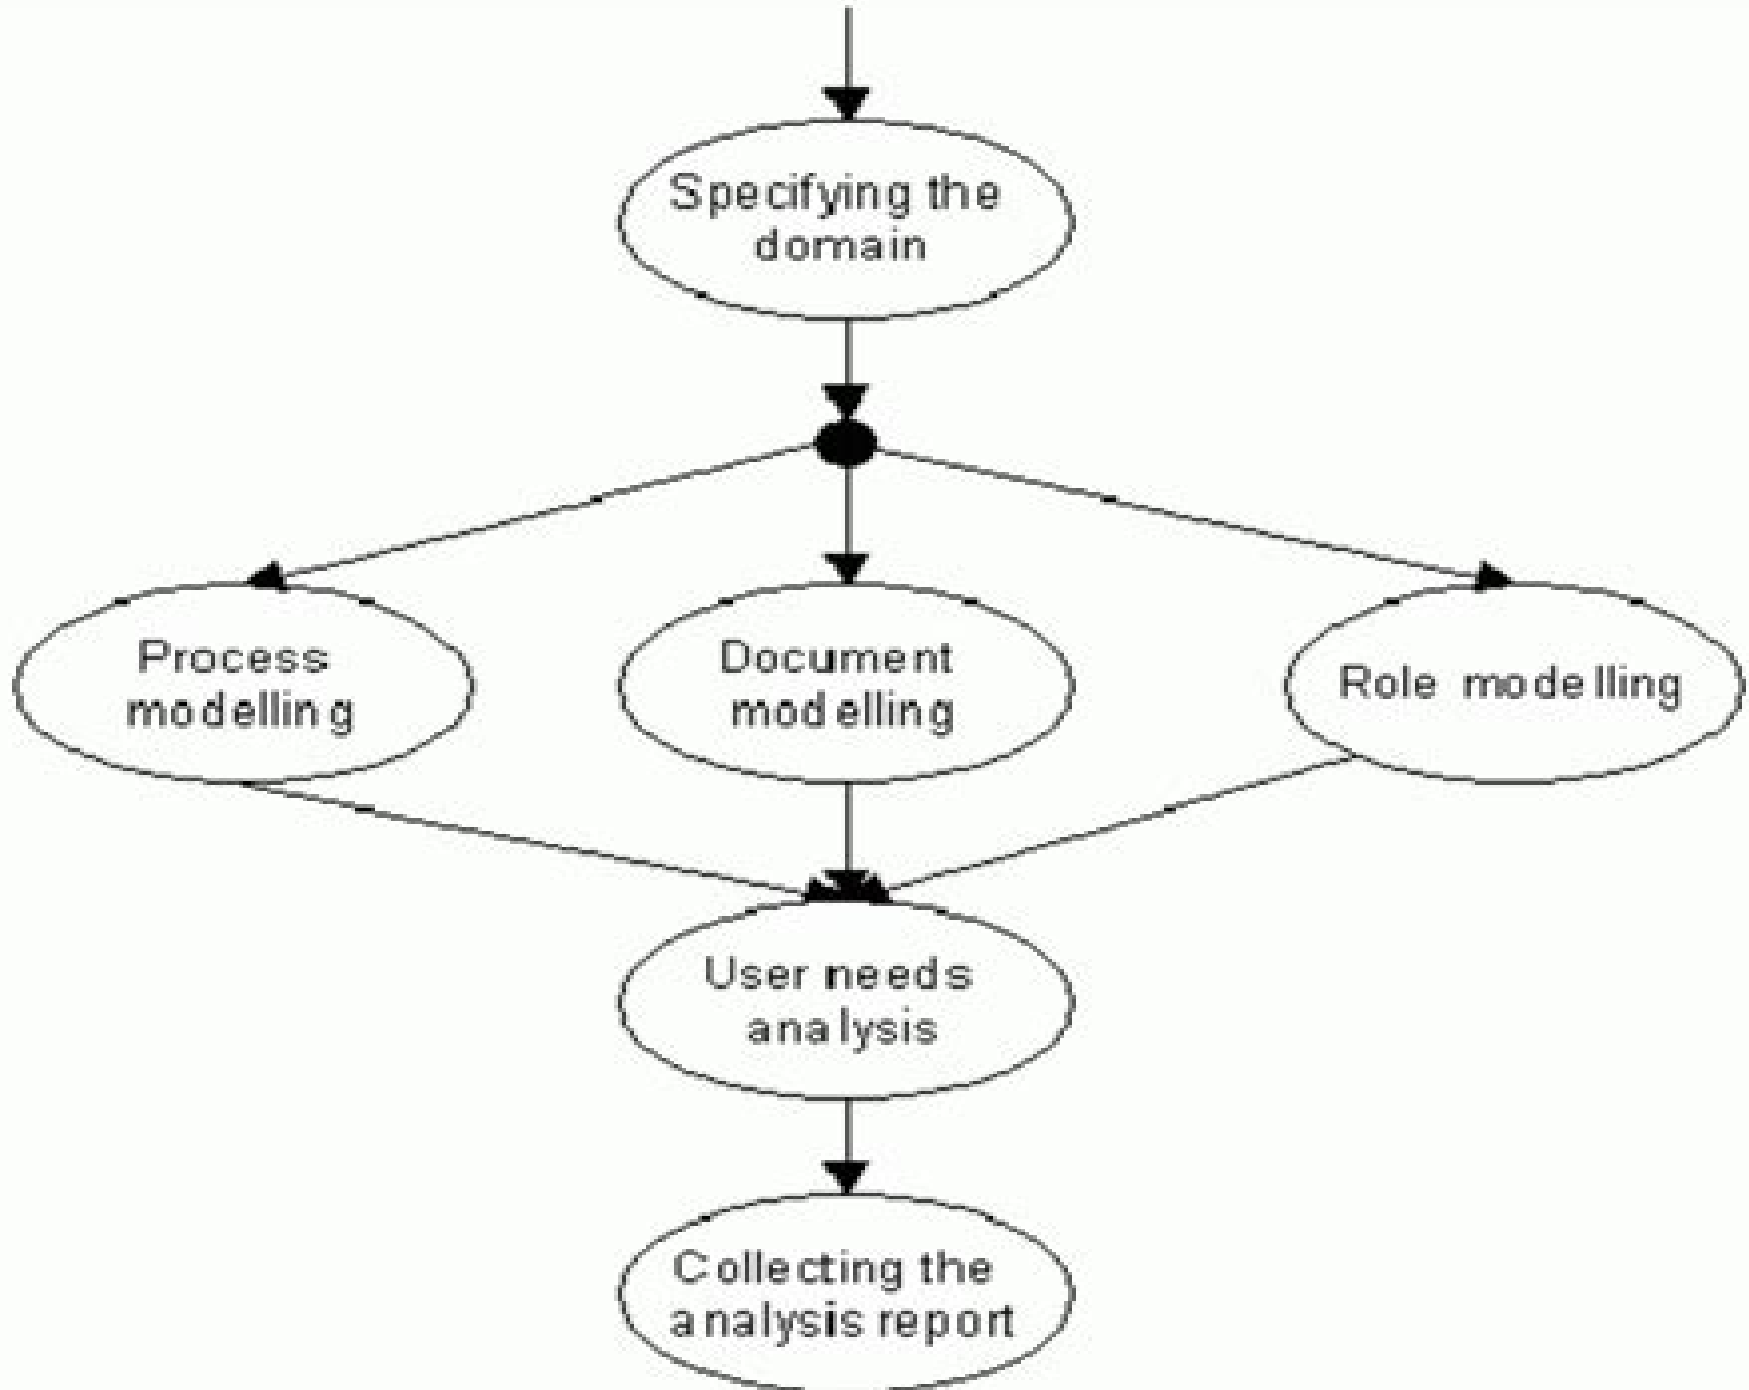 Specifying the
domain
Process
modelling
Document
modelling
Role modelling
User needs
analysis
Collecting the
analysis report